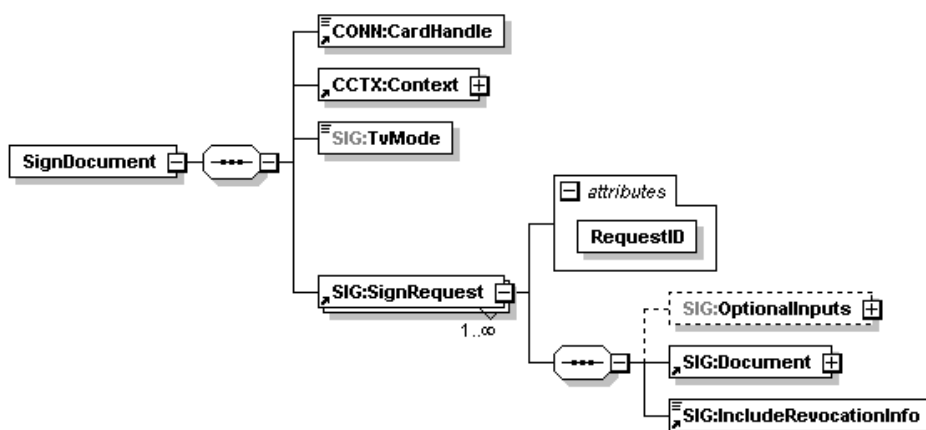 CONN:CardHandle
CCTX:Context
SIG:TvMode
SignDocument
attributes
RequestID
SIG:SignRequest
1..∞
SIG:OptionalInputs
SIG:Document
SIG:IncludeRevocationInfo